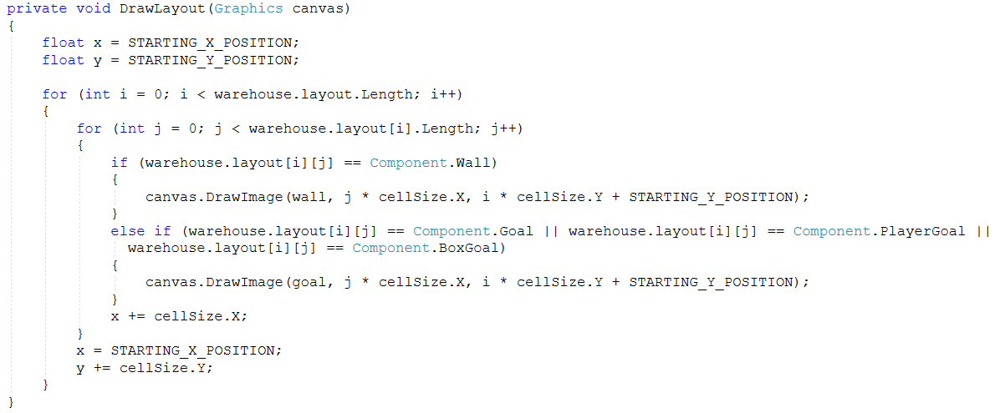 private void DrawLayout(Graphics canvas)
{
    float x = STARTING_X_POSITION;
    float y = STARTING_Y_POSITION;

    for (int i = 0; i < warehouse.layout.Length; i++)
    {
        for (int j = 0; j < warehouse.layout[i].Length; j++)
        {
            if (warehouse.layout[i][j] == Component.Wall)
            {
                canvas.DrawImage(wall, j * cellSize.X, i * cellSize.Y + STARTING_Y_POSITION);
            }
            else if (warehouse.layout[i][j] == Component.Goal || warehouse.layout[i][j] == Component.PlayerGoal ||
              warehouse.layout[i][j] == Component.BoxGoal)
            {
                canvas.DrawImage(goal, j * cellSize.X, i * cellSize.Y + STARTING_Y_POSITION);
            }
            x += cellSize.X;
        }
        x = STARTING_X_POSITION;
        y += cellSize.Y;
    }
}